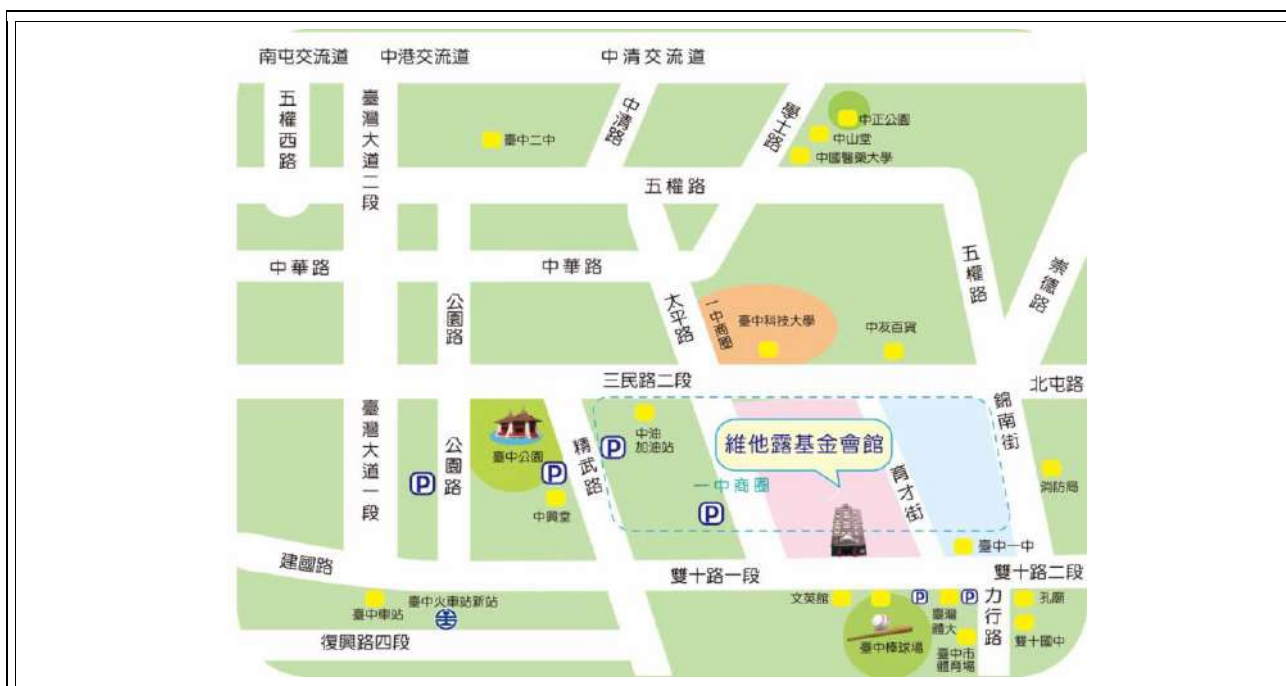 南屯交流道
中港交流道
中清交流道
五權西路
臺灣大道二段
中清路
學士路
中正公園
中山堂
中國醫藥大學
臺中二中
五權路
五權路
崇德路
中華路
中華路
公園路
太平路
一中商圈
臺中科技大學
中友百貨
三民路二段
北屯路
臺灣大道一段
公園路
P
臺中公園
P
中興堂
精武路
P
中油
加油站
維他露基金會館
一中商圈
P
育才街
錦南街
消防局
臺中一中
建國路
雙十路一段
雙十路二段
臺中車站
臺中火車站新站
復興路四段
文英館
P
臺灣
體大
P
力行路
孔廟
雙十國中
臺中棒球場
臺中市
體育場